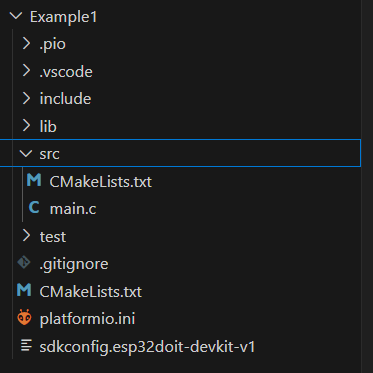 Example1
.pio
.vscode
include
lib
src
CMakeLists.txt
main.c
test
.gitignore
CMakeLists.txt
platformio.ini
sdkconfig.esp32doit-devkit-v1